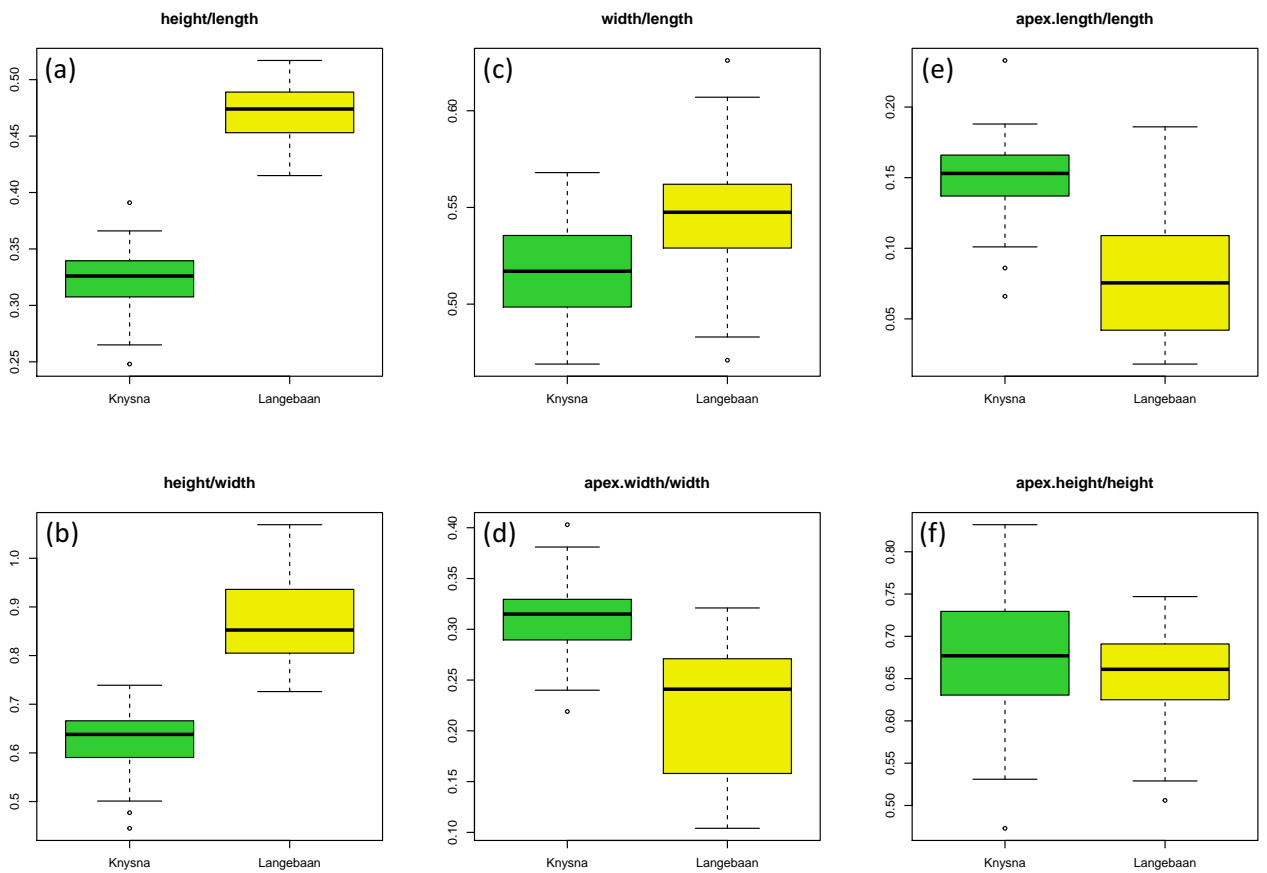 height/length
(a)
0.50
0.45
0.40
0.35
0.30
0.25
Knysna Langebaan
width/length
(c)
0.60
0.55
0.50
Knysna Langebaan
apex.length/length
(e)
0.20
0.15
0.10
0.05
Knysna Langebaan
height/width
(b)
1.0
0.9
0.8
0.7
0.6
0.5
Knysna Langebaan
apex.width/width
(d)
0.40
0.35
0.30
0.25
0.20
0.15
0.10
Knysna Langebaan
apex.height/height
(f)
0.80
0.75
0.70
0.65
0.60
0.55
0.50
Knysna Langebaan